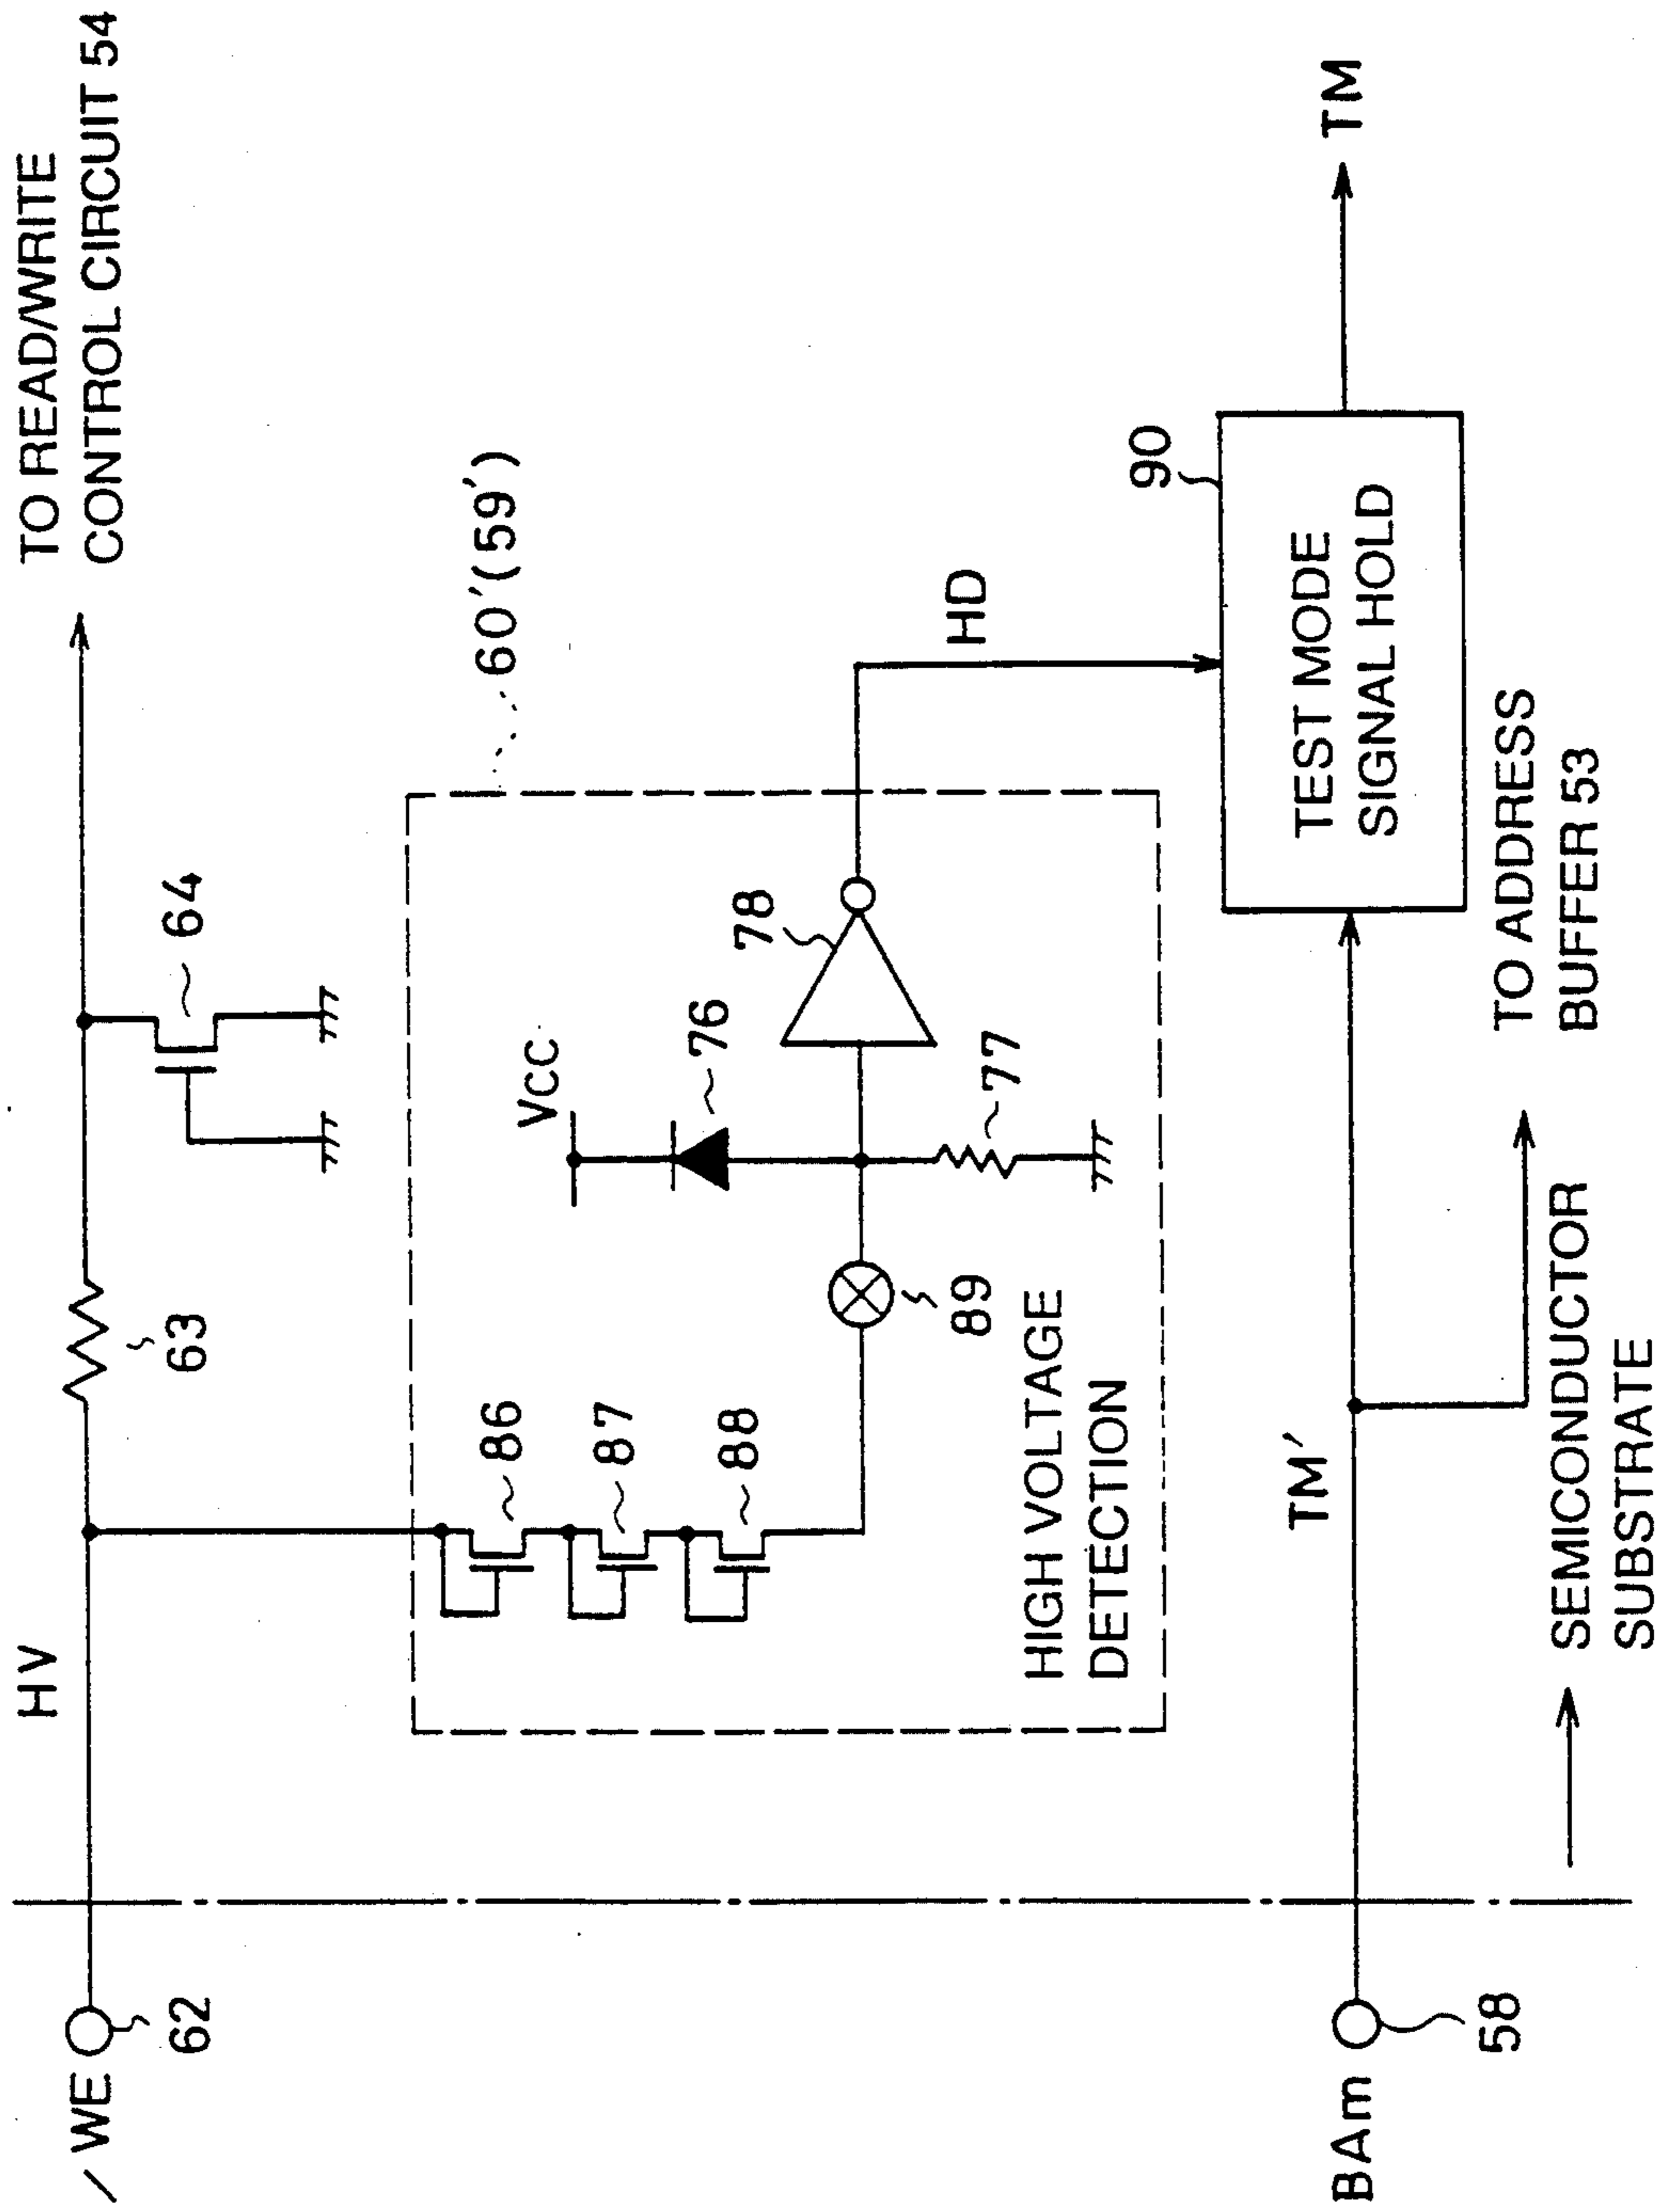 TO READ/WRITE
CONTROL CIRCUIT 54
HV
/WE
62
63
64
60'(59')
86
87
88
VCC
76
78
77
89
HIGH VOLTAGE
DETECTION
HD
90
TEST MODE
SIGNAL HOLD
TM
TM'
BAm
58
TO ADDRESS
BUFFER 53
SEMICONDUCTOR
SUBSTRATE